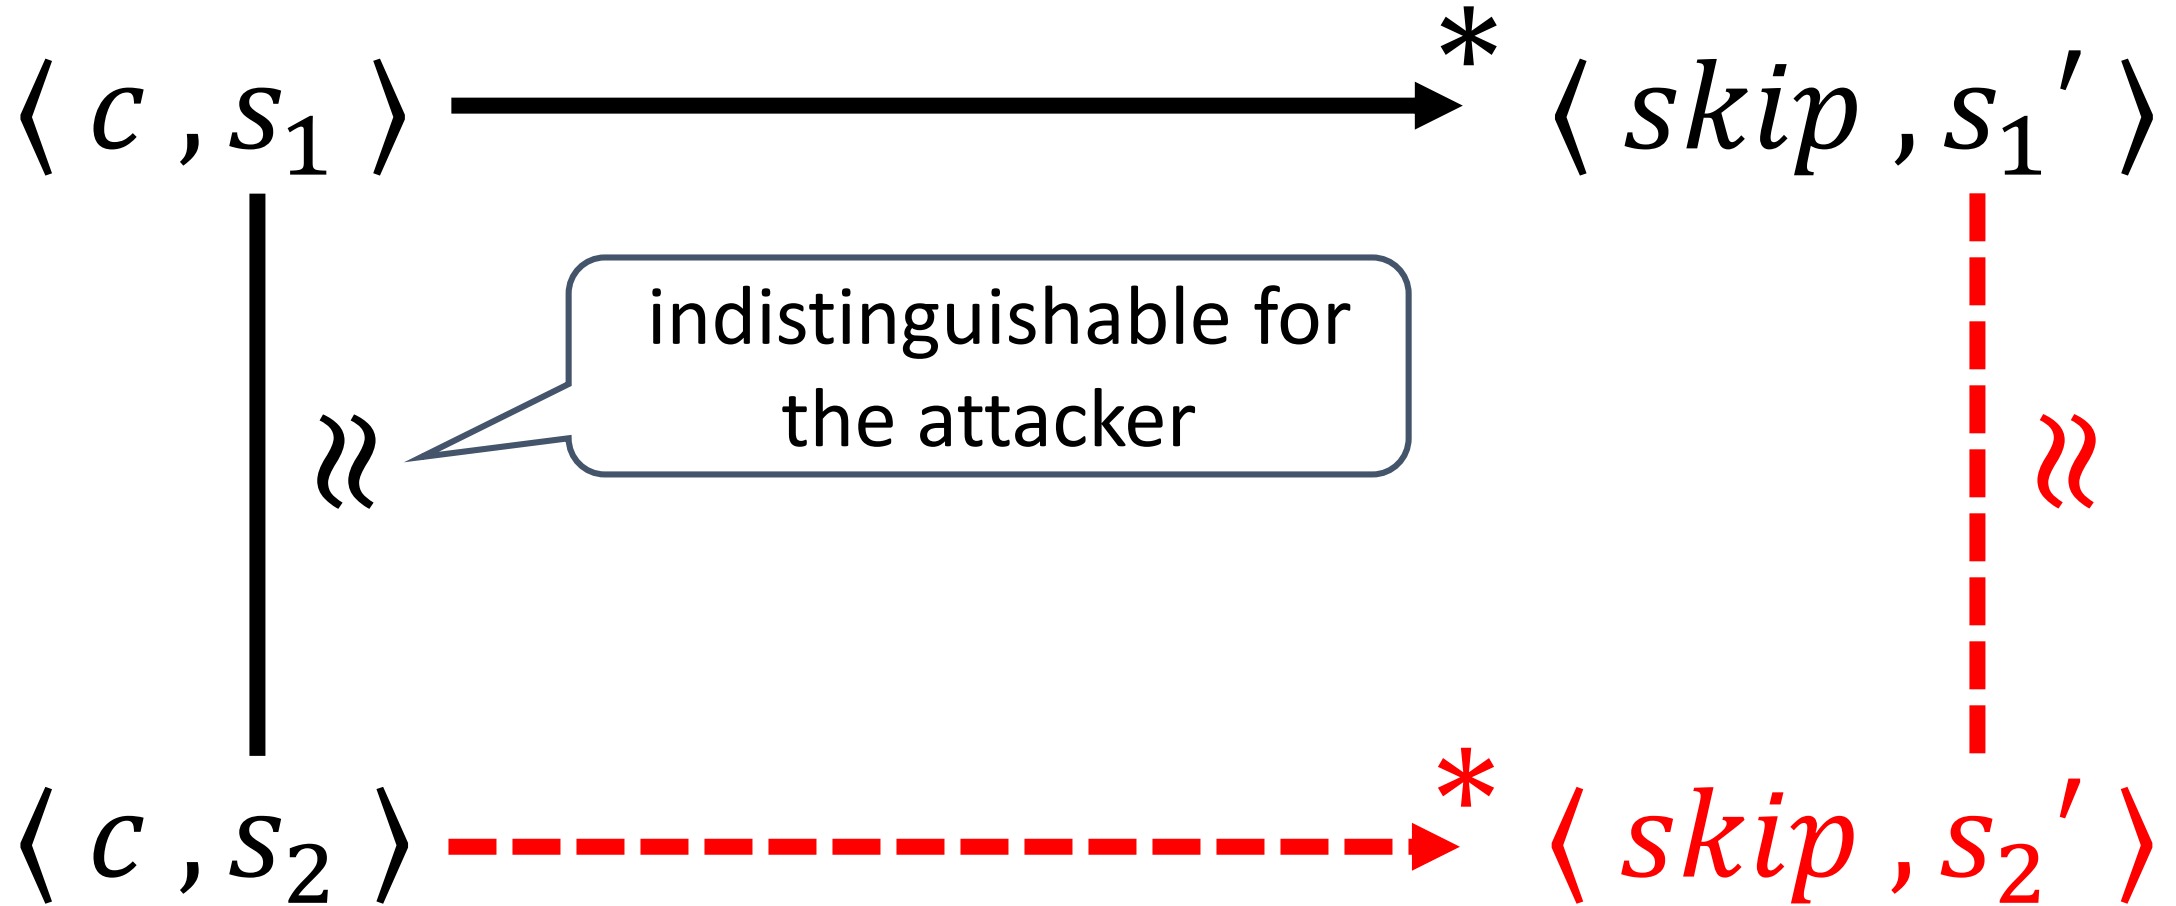 ⟨ c , s₁ ⟩ * ⟨ skip , s₁′ ⟩
indistinguishable for
the attacker
≈ ≈
⟨ c , s₂ ⟩ * ⟨ skip , s₂′ ⟩